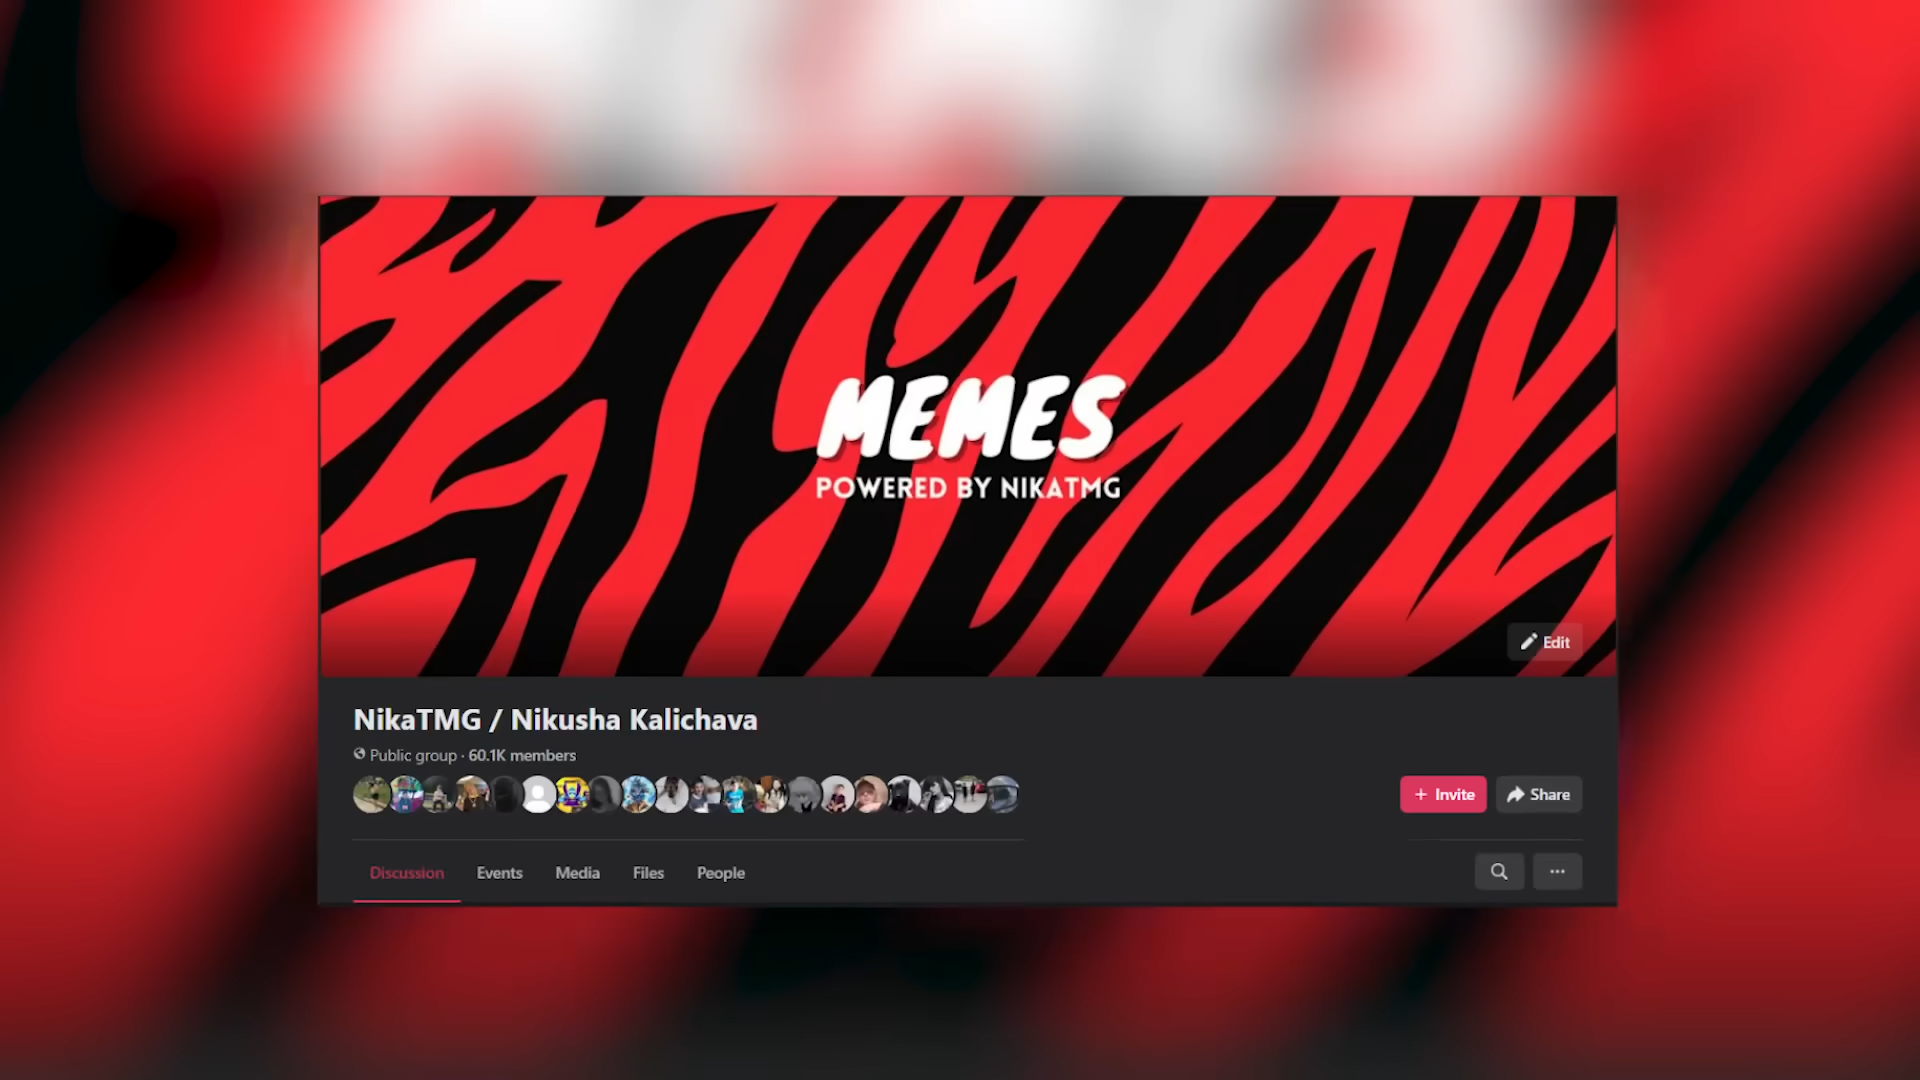 MEMES
POWERED BY NIKATMG
Edit
NikaTMG / Nikusha Kalichava
Public group · 60.1K members
+ Invite
Share
Discussion Events Media Files People